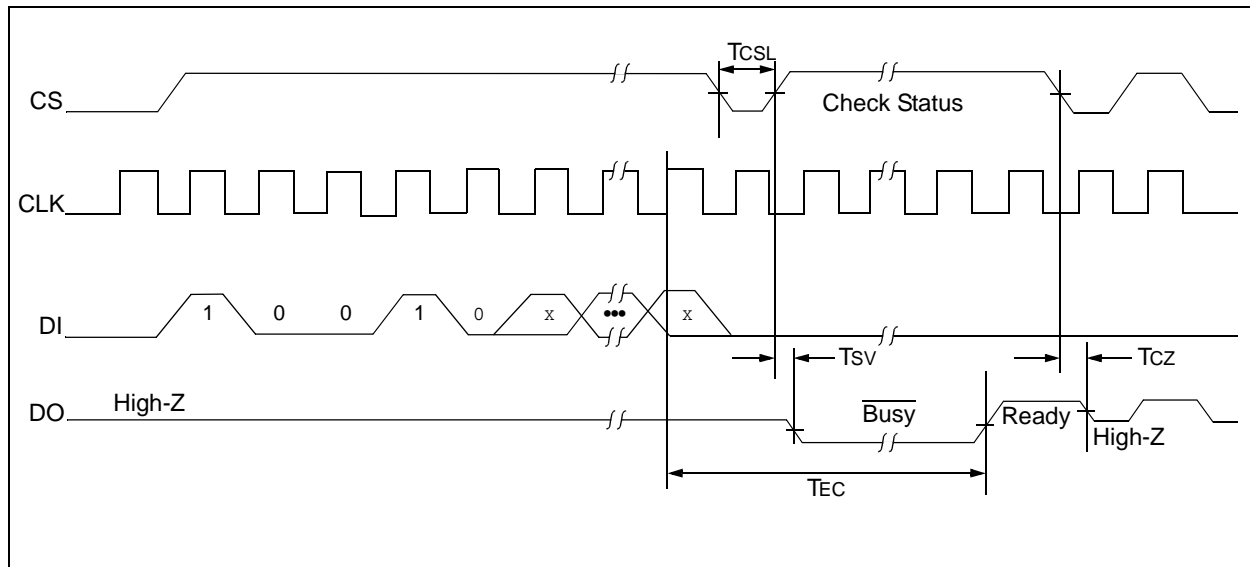 TCSL
CS
Check Status
CLK
DI 1 0 0 1 0 x ••• x
TSV
TCZ
DO High-Z
Busy Ready High-Z
TEC